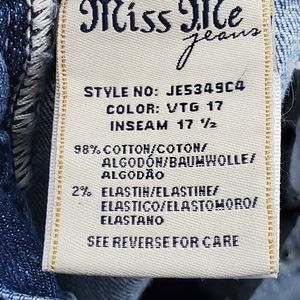 Miss Me
jeans
STYLE NO: JE5349C4
COLOR: VTG 17
INSEAM 17 ½
98% COTTON/COTON/
ALGODÓN/BAUMWOLLE/
ALGODÃO
2% ELASTIN/ELASTINE/
ELASTICO/ELASTOMORO/
ELASTANO
SEE REVERSE FOR CARE